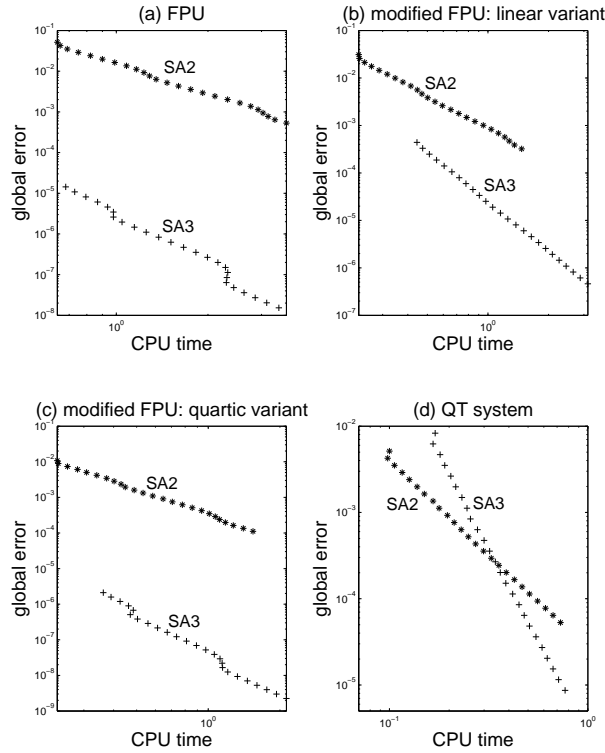 (a) FPU
10^-1
10^-2
10^-3
10^-4
10^-5
10^-6
10^-7
10^-8
global error
SA2
SA3
10^0
CPU time
(b) modified FPU: linear variant
10^-1
10^-2
10^-3
10^-4
10^-5
10^-6
10^-7
global error
SA2
SA3
10^0
CPU time
(c) modified FPU: quartic variant
10^-1
10^-2
10^-3
10^-4
10^-5
10^-6
10^-7
10^-8
10^-9
global error
SA2
SA3
10^0
CPU time
(d) QT system
10^-2
10^-3
10^-4
10^-5
global error
SA2
SA3
10^-1
10^0
CPU time